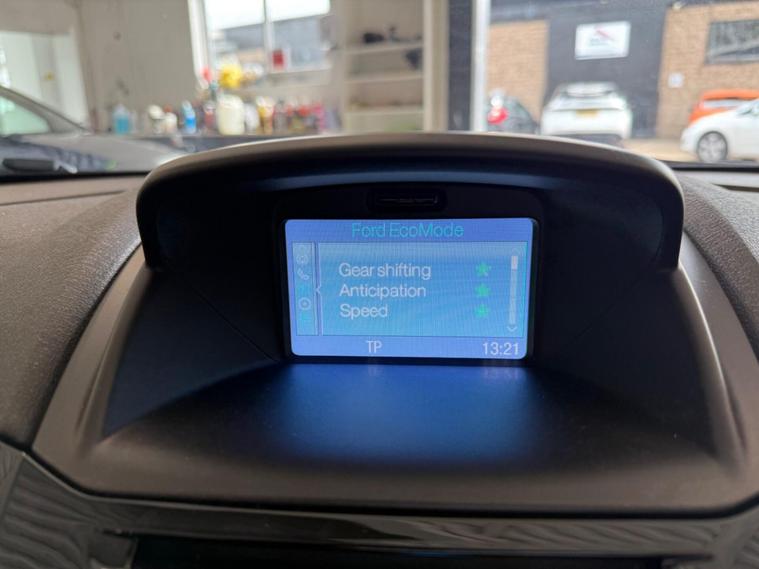 Ford EcoMode
Gear shifting
Anticipation
Speed
TP 13:21